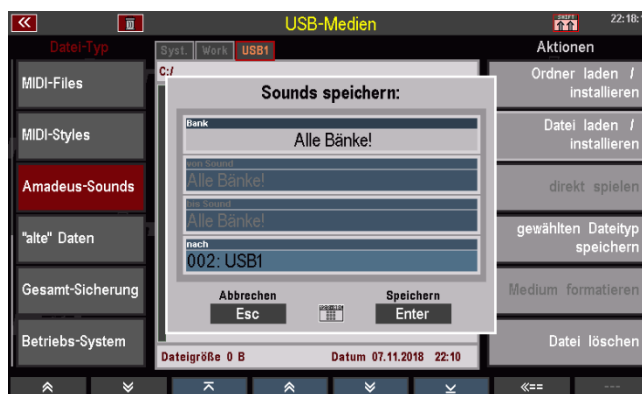 USB-Medien
SHIFT
22:18:
Datei-Typ
Syst.
Work
USB1
Aktionen
C:/
MIDI-Files
MIDI-Styles
Amadeus-Sounds
"alte" Daten
Gesamt-Sicherung
Betriebs-System
Sounds speichern:
Bank
Alle Bänke!
von Sound
Alle Bänke!
bis Sound
Alle Bänke!
nach
002: USB1
Abbrechen
Esc
Speichern
Enter
Dateigröße 0 B
Datum 07.11.2018 22:10
Ordner laden /
installieren
Datei laden /
installieren
direkt spielen
gewählten Dateityp
speichern
Medium formatieren
Datei löschen
«==
---